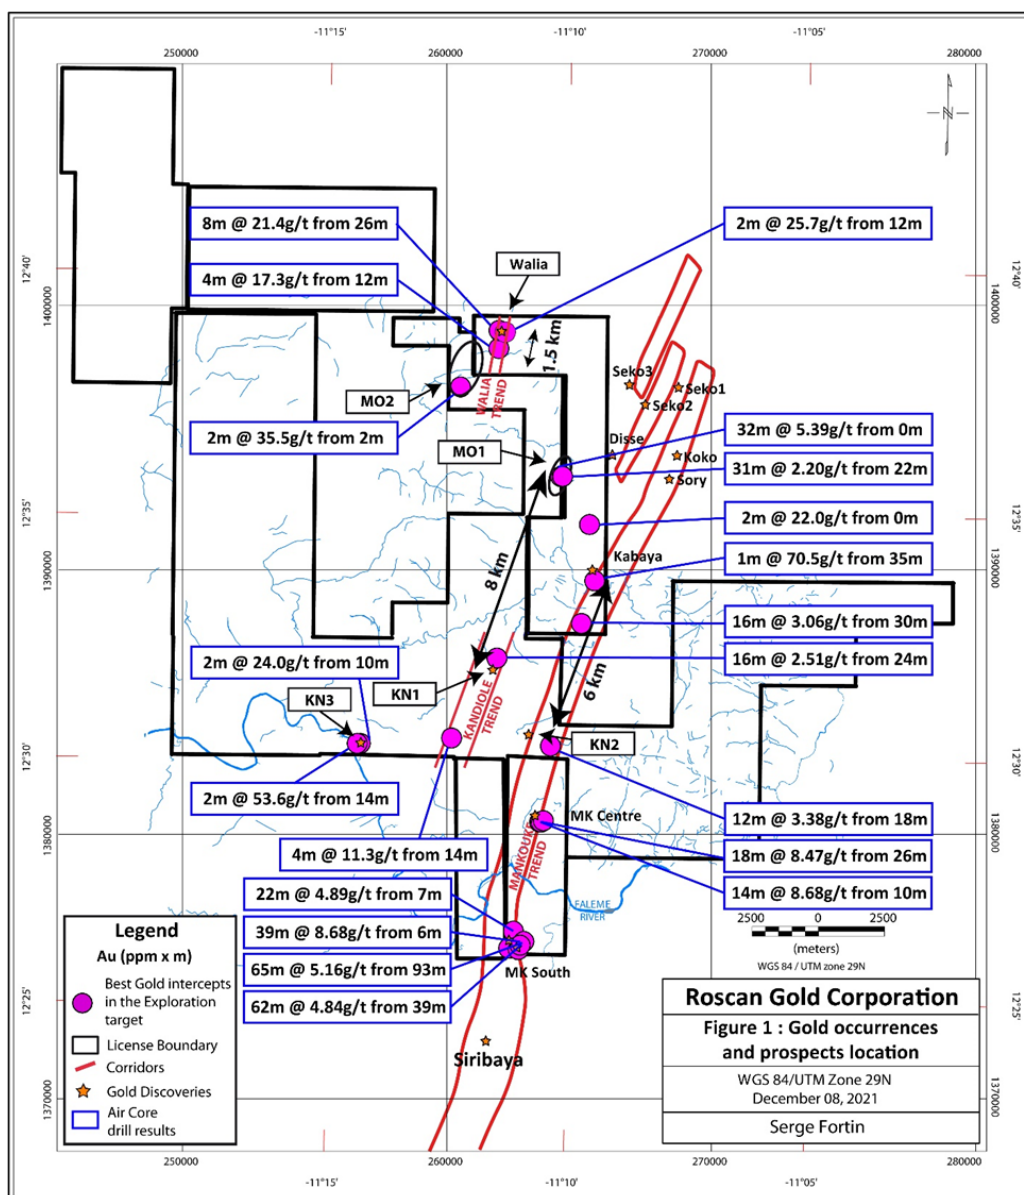 -11°15'
-11°10'
-11°05'
250000
260000
270000
280000
N
12°40'
12°40'
1400000
1400000
8m @ 21.4g/t from 26m
2m @ 25.7g/t from 12m
Walia
4m @ 17.3g/t from 12m
1.5 km
Seko3
Seko1
Seko2
MO2
WALIA
TREND
2m @ 35.5g/t from 2m
32m @ 5.39g/t from 0m
Disse
MO1
Koko
31m @ 2.20g/t from 22m
Sory
12°35'
12°35'
2m @ 22.0g/t from 0m
Kabaya
1m @ 70.5g/t from 35m
1390000
1390000
8 km
16m @ 3.06g/t from 30m
2m @ 24.0g/t from 10m
16m @ 2.51g/t from 24m
KN1
6 km
KN3
KANDIOLE
TREND
KN2
12°30'
12°30'
2m @ 53.6g/t from 14m
MK Centre
12m @ 3.38g/t from 18m
1380000
1380000
4m @ 11.3g/t from 14m
MANKOUKE
TREND
18m @ 8.47g/t from 26m
22m @ 4.89g/t from 7m
14m @ 8.68g/t from 10m
FALEME
RIVER
2500
0
2500
(meters)
WGS 84 / UTM zone 29N
39m @ 8.68g/t from 6m
65m @ 5.16g/t from 93m
MK South
62m @ 4.84g/t from 39m
12°25'
12°25'
Siribaya
Legend
Au (ppm x m)
Best Gold intercepts
in the Exploration
target
License Boundary
Corridors
Gold Discoveries
Air Core
drill results
Roscan Gold Corporation
Figure 1 : Gold occurrences
and prospects location
WGS 84/UTM Zone 29N
December 08, 2021
Serge Fortin
1370000
1370000
250000
260000
270000
280000
-11°15'
-11°10'
-11°05'